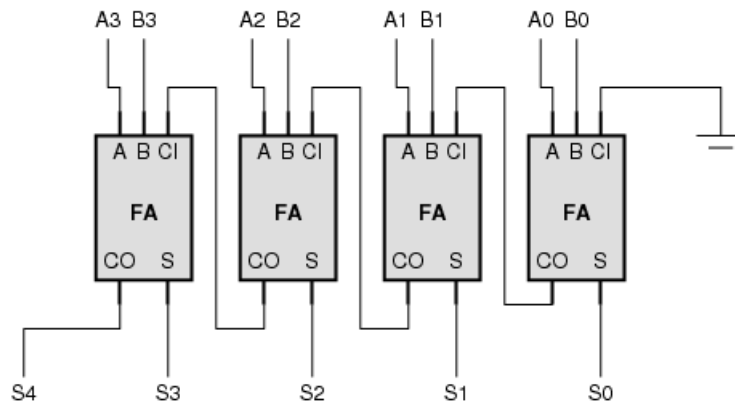 A3 B3 A2 B2 A1 B1 A0 B0
A B CI A B CI A B CI A B CI
FA FA FA FA
CO S CO S CO S CO S
S4 S3 S2 S1 S0